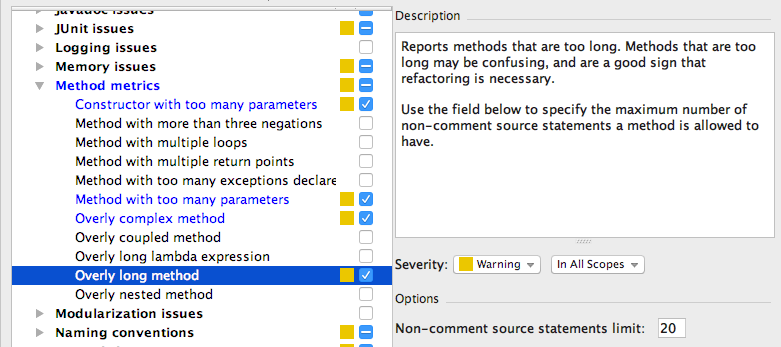 Javadoc issues
JUnit issues
Logging issues
Memory issues
Method metrics
Constructor with too many parameters
Method with more than three negations
Method with multiple loops
Method with multiple return points
Method with too many exceptions declare
Method with too many parameters
Overly complex method
Overly coupled method
Overly long lambda expression
Overly long method
Overly nested method
Modularization issues
Naming conventions
Description
Reports methods that are too long. Methods that are too
long may be confusing, and are a good sign that
refactoring is necessary.
Use the field below to specify the maximum number of
non-comment source statements a method is allowed to
have.
Severity: Warning In All Scopes
Options
Non-comment source statements limit: 20